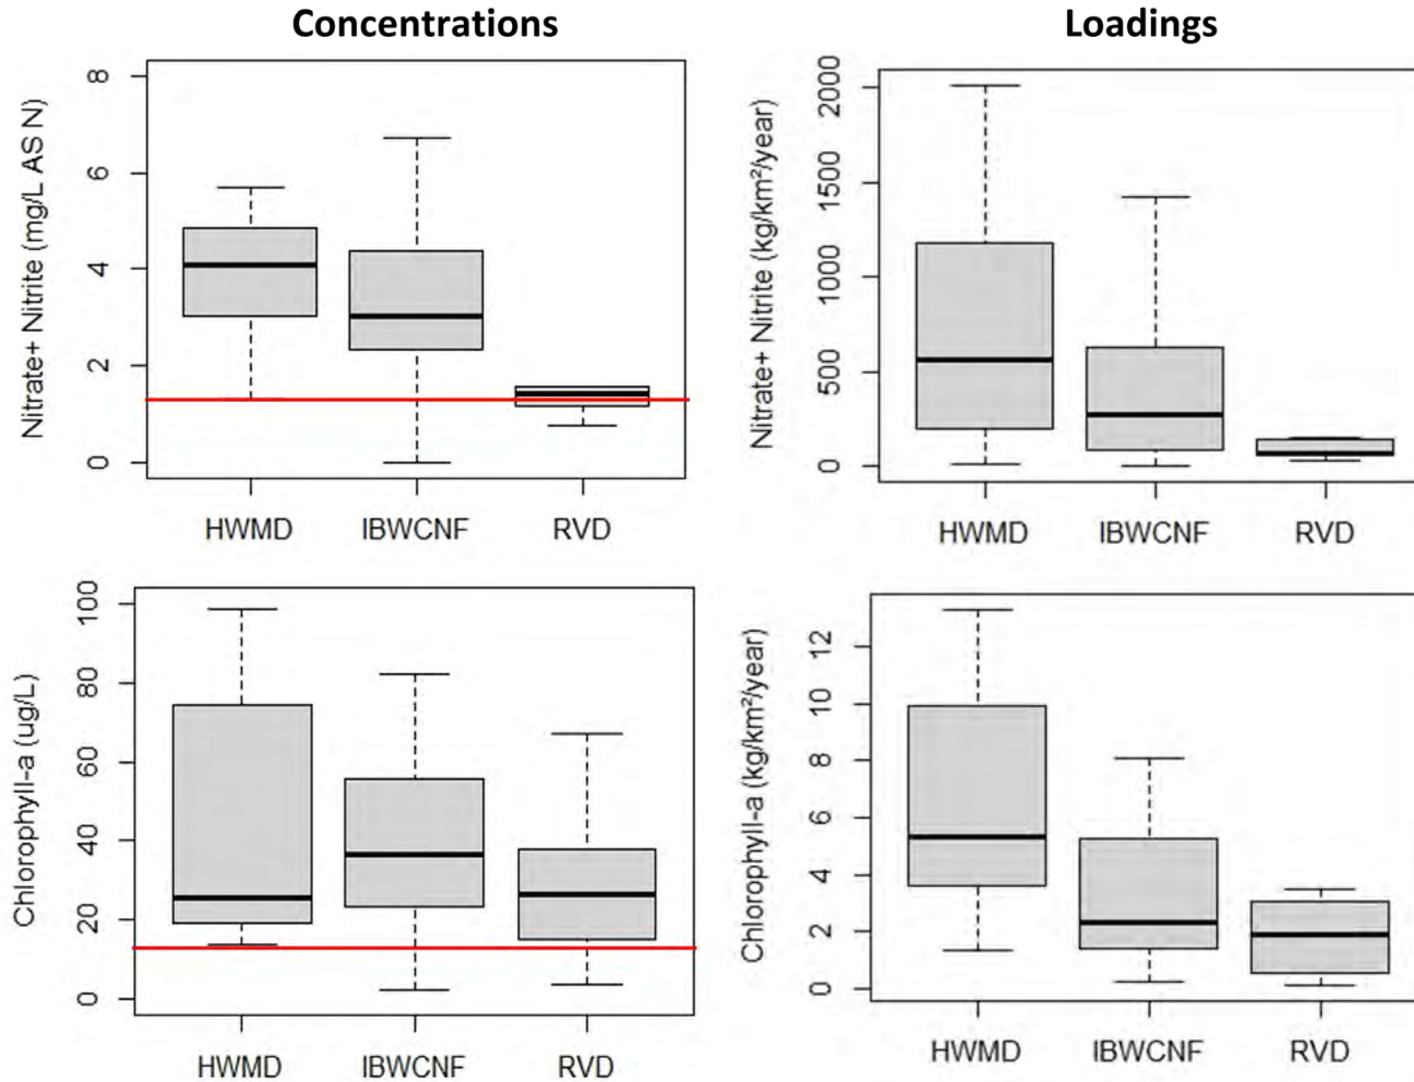 Concentrations
Nitrate+ Nitrite (mg/L AS N)
8
6
4
2
0
HWMD IBWCNF RVD
Loadings
Nitrate+ Nitrite (kg/km²/year)
2000
1500
1000
500
0
HWMD IBWCNF RVD
Chlorophyll-a (ug/L)
100
80
60
40
20
0
HWMD IBWCNF RVD
Chlorophyll-a (kg/km²/year)
12
10
8
6
4
2
0
HWMD IBWCNF RVD